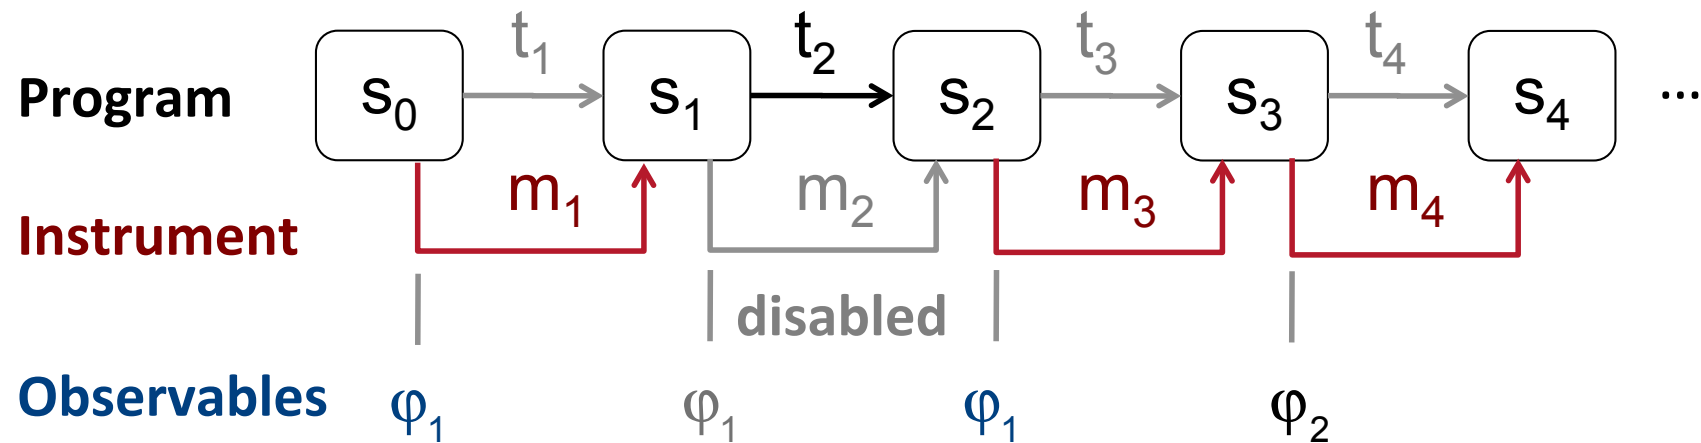 t₁ t₂ t₃ t₄
Program s₀ s₁ s₂ s₃ s₄ ...
m₁ m₂ m₃ m₄
Instrument
disabled
Observables φ₁ φ₁ φ₁ φ₂